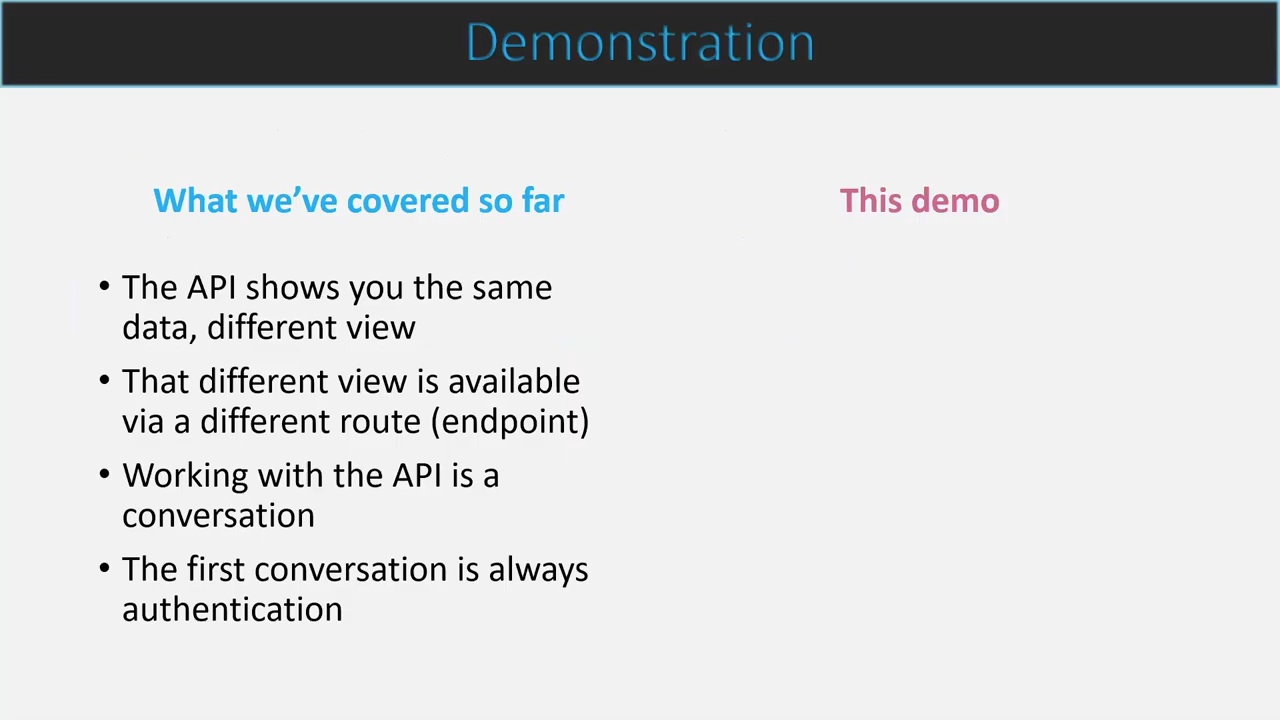 Demonstration
What we’ve covered so far
This demo
• The API shows you the same
data, different view
• That different view is available
via a different route (endpoint)
• Working with the API is a
conversation
• The first conversation is always
authentication